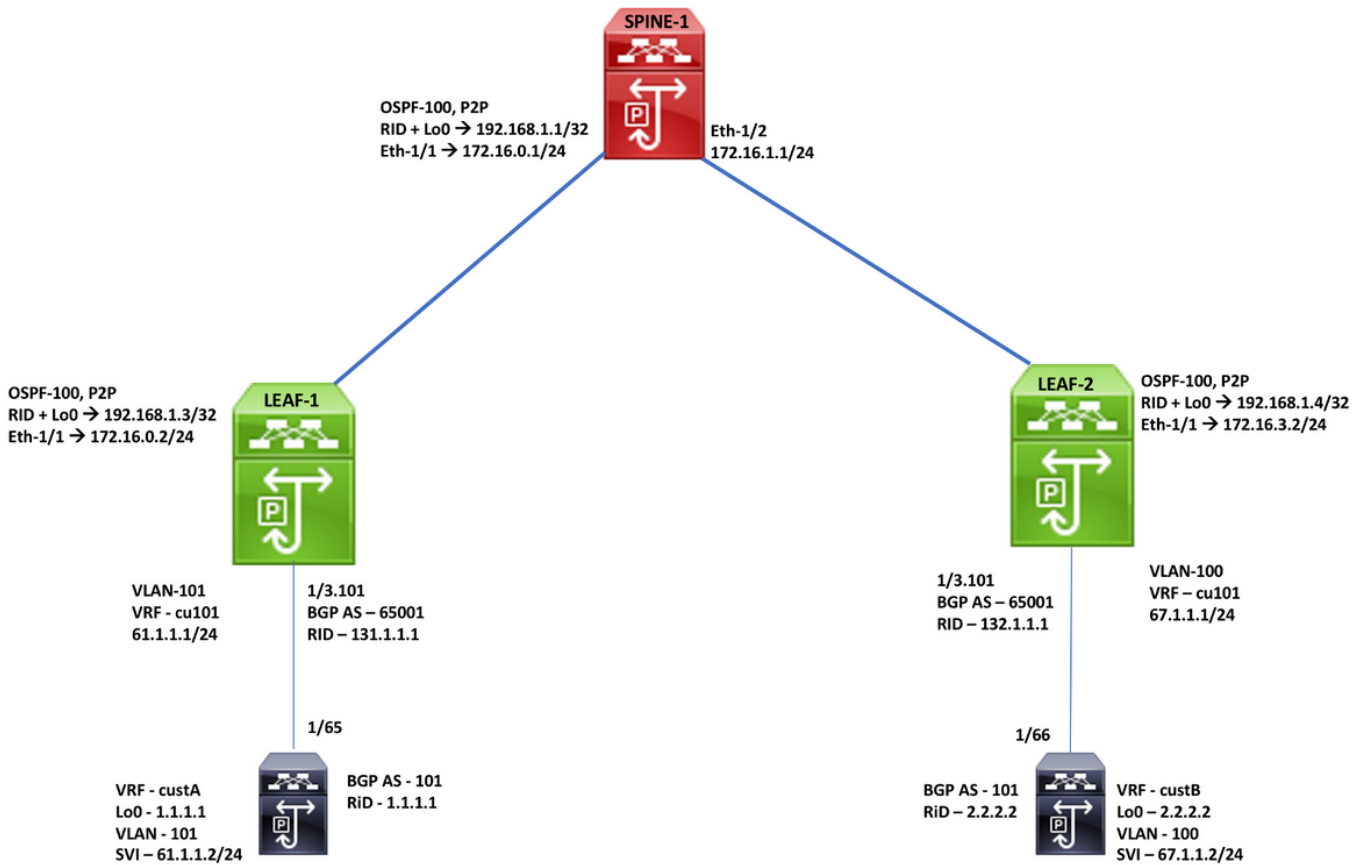 SPINE-1
OSPF-100, P2P
RID + Lo0 → 192.168.1.1/32
Eth-1/1 → 172.16.0.1/24
Eth-1/2
172.16.1.1/24
OSPF-100, P2P
RID + Lo0 → 192.168.1.3/32
Eth-1/1 → 172.16.0.2/24
LEAF-1
P
LEAF-2
P
OSPF-100, P2P
RID + Lo0 → 192.168.1.4/32
Eth-1/1 → 172.16.3.2/24
VLAN-101
VRF - cu101
61.1.1.1/24
1/3.101
BGP AS – 65001
RID – 131.1.1.1
1/3.101
BGP AS – 65001
RID – 132.1.1.1
VLAN-100
VRF – cu101
67.1.1.1/24
1/65
1/66
VRF - custA
Lo0 - 1.1.1.1
VLAN - 101
SVI – 61.1.1.2/24
P
BGP AS - 101
RiD - 1.1.1.1
BGP AS - 101
RiD – 2.2.2.2
P
VRF - custB
Lo0 – 2.2.2.2
VLAN - 100
SVI – 67.1.1.2/24
P